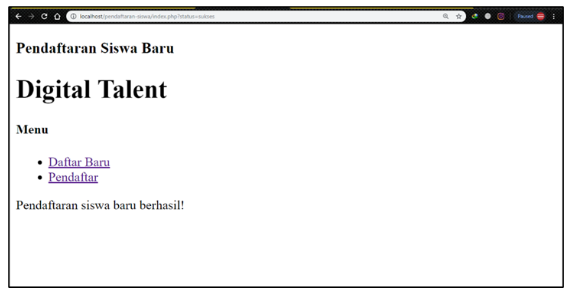 localhost/pendaftaran-siswa/index.php?status=sukses
Paused
Pendaftaran Siswa Baru
Digital Talent
Menu
Daftar Baru
Pendaftar
Pendaftaran siswa baru berhasil!